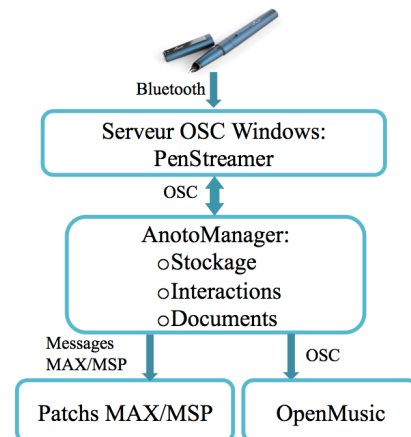 Bluetooth
Serveur OSC Windows:
PenStreamer
OSC
AnotoManager:
oStockage
oInteractions
oDocuments
Messages
MAX/MSP
OSC
Patchs MAX/MSP
OpenMusic